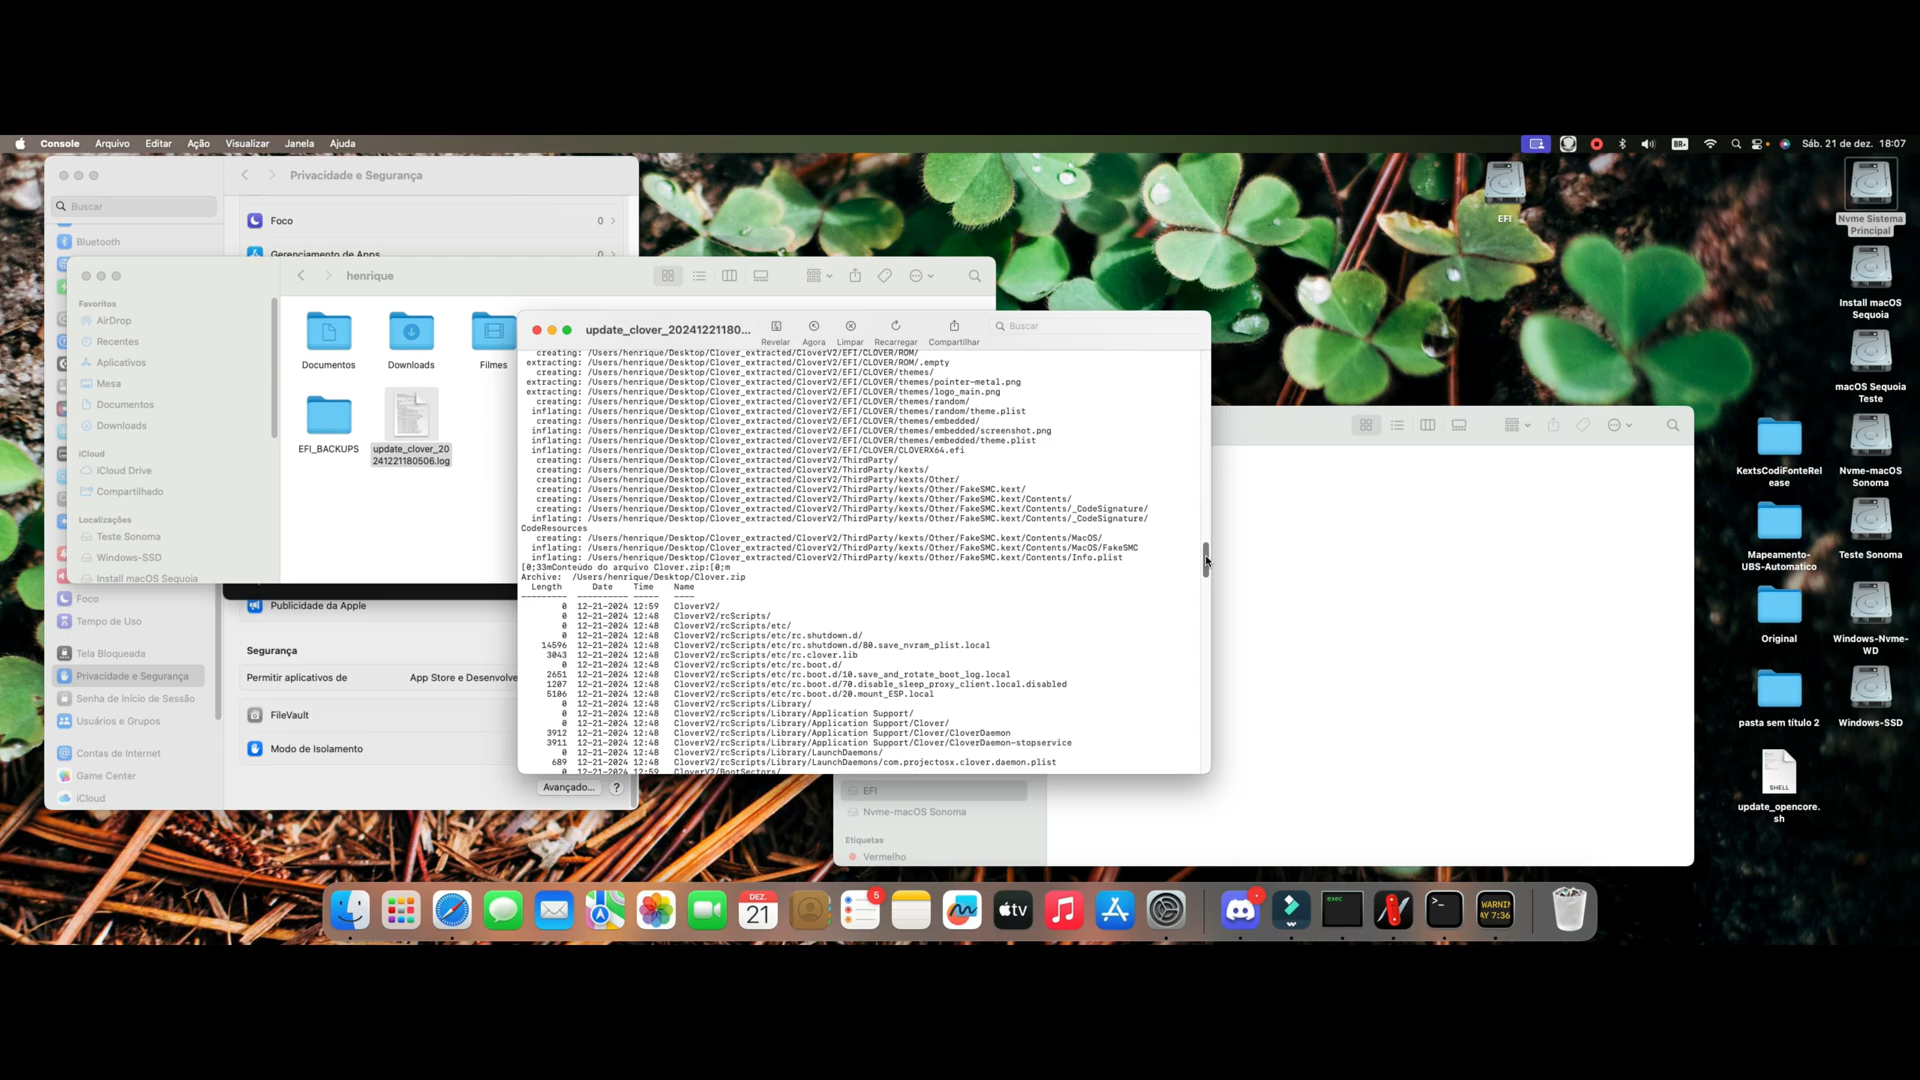 Console Arquivo Editar Ação Visualizar Janela Ajuda
BR• Sáb. 21 de dez. 18:07
Privacidade e Segurança
Buscar
Foco 0
Bluetooth
Gerenciamento de Apps 0
henrique
Favoritos
AirDrop
Recentes
Aplicativos
Mesa
Documentos
Downloads
iCloud
iCloud Drive
Compartilhado
Localizações
Teste Sonoma
Windows-SSD
Install macOS Sequoia
Documentos
Downloads
Filmes
EFI_BACKUPS
update_clover_20
241221180506.log
Foco
Tempo de Uso
Tela Bloqueada
Privacidade e Segurança
Senha de Início de Sessão
Usuários e Grupos
Contas de Internet
Game Center
iCloud
Publicidade da Apple
Segurança
Permitir aplicativos de App Store e Desenvolve
FileVault
Modo de Isolamento
Avançado... ?
update_clover_20241221180...
Revelar
Agora
Limpar
Recarregar
Compartilhar
Buscar
creating: /Users/henrique/Desktop/Clover_extracted/CloverV2/EFI/CLOVER/ROM/
extracting: /Users/henrique/Desktop/Clover_extracted/CloverV2/EFI/CLOVER/ROM/.empty
creating: /Users/henrique/Desktop/Clover_extracted/CloverV2/EFI/CLOVER/themes/
extracting: /Users/henrique/Desktop/Clover_extracted/CloverV2/EFI/CLOVER/themes/pointer-metal.png
extracting: /Users/henrique/Desktop/Clover_extracted/CloverV2/EFI/CLOVER/themes/logo_main.png
creating: /Users/henrique/Desktop/Clover_extracted/CloverV2/EFI/CLOVER/themes/random/
inflating: /Users/henrique/Desktop/Clover_extracted/CloverV2/EFI/CLOVER/themes/random/theme.plist
creating: /Users/henrique/Desktop/Clover_extracted/CloverV2/EFI/CLOVER/themes/embedded/
inflating: /Users/henrique/Desktop/Clover_extracted/CloverV2/EFI/CLOVER/themes/embedded/screenshot.png
inflating: /Users/henrique/Desktop/Clover_extracted/CloverV2/EFI/CLOVER/themes/embedded/theme.plist
inflating: /Users/henrique/Desktop/Clover_extracted/CloverV2/EFI/CLOVER/CLOVERX64.efi
creating: /Users/henrique/Desktop/Clover_extracted/CloverV2/ThirdParty/
creating: /Users/henrique/Desktop/Clover_extracted/CloverV2/ThirdParty/kexts/
creating: /Users/henrique/Desktop/Clover_extracted/CloverV2/ThirdParty/kexts/Other/
creating: /Users/henrique/Desktop/Clover_extracted/CloverV2/ThirdParty/kexts/Other/FakeSMC.kext/
creating: /Users/henrique/Desktop/Clover_extracted/CloverV2/ThirdParty/kexts/Other/FakeSMC.kext/Contents/
creating: /Users/henrique/Desktop/Clover_extracted/CloverV2/ThirdParty/kexts/Other/FakeSMC.kext/Contents/_CodeSignature/
inflating: /Users/henrique/Desktop/Clover_extracted/CloverV2/ThirdParty/kexts/Other/FakeSMC.kext/Contents/_CodeSignature/
CodeResources
creating: /Users/henrique/Desktop/Clover_extracted/CloverV2/ThirdParty/kexts/Other/FakeSMC.kext/Contents/MacOS/
inflating: /Users/henrique/Desktop/Clover_extracted/CloverV2/ThirdParty/kexts/Other/FakeSMC.kext/Contents/MacOS/FakeSMC
inflating: /Users/henrique/Desktop/Clover_extracted/CloverV2/ThirdParty/kexts/Other/FakeSMC.kext/Contents/Info.plist
[0;33mConteúdo do arquivo Clover.zip:[0;m
Archive: /Users/henrique/Desktop/Clover.zip
Length Date Time Name
--------- ---------- ----- ----
0 12-21-2024 12:59 CloverV2/
0 12-21-2024 12:48 CloverV2/rcScripts/
0 12-21-2024 12:48 CloverV2/rcScripts/etc/
0 12-21-2024 12:48 CloverV2/rcScripts/etc/rc.shutdown.d/
14596 12-21-2024 12:48 CloverV2/rcScripts/etc/rc.shutdown.d/80.save_nvram_plist.local
3043 12-21-2024 12:48 CloverV2/rcScripts/etc/rc.clover.lib
0 12-21-2024 12:48 CloverV2/rcScripts/etc/rc.boot.d/
2651 12-21-2024 12:48 CloverV2/rcScripts/etc/rc.boot.d/10.save_and_rotate_boot_log.local
1207 12-21-2024 12:48 CloverV2/rcScripts/etc/rc.boot.d/70.disable_sleep_proxy_client.local.disabled
5106 12-21-2024 12:48 CloverV2/rcScripts/etc/rc.boot.d/20.mount_ESP.local
0 12-21-2024 12:48 CloverV2/rcScripts/Library/
0 12-21-2024 12:48 CloverV2/rcScripts/Library/Application Support/
0 12-21-2024 12:48 CloverV2/rcScripts/Library/Application Support/Clover/
3912 12-21-2024 12:48 CloverV2/rcScripts/Library/Application Support/Clover/CloverDaemon
3911 12-21-2024 12:48 CloverV2/rcScripts/Library/Application Support/Clover/CloverDaemon-stopservice
0 12-21-2024 12:48 CloverV2/rcScripts/Library/LaunchDaemons/
689 12-21-2024 12:48 CloverV2/rcScripts/Library/LaunchDaemons/com.projectosx.clover.daemon.plist
0 12-21-2024 12:59 CloverV2/BootSectors/
EFI
Nvme-macOS Sonoma
Etiquetas
Vermelho
EFI
Nvme Sistema
Principal
Install macOS
Sequoia
macOS Sequoia
Teste
KextsCodiFonteRel
ease
Nvme-macOS
Sonoma
Mapeamento-
UBS-Automatico
Teste Sonoma
Original
Windows-Nvme-
WD
pasta sem título 2
Windows-SSD
SHELL
update_opencore.
sh
DEZ.
21
5
tv
exec
>_
WARNIN
AY 7:36